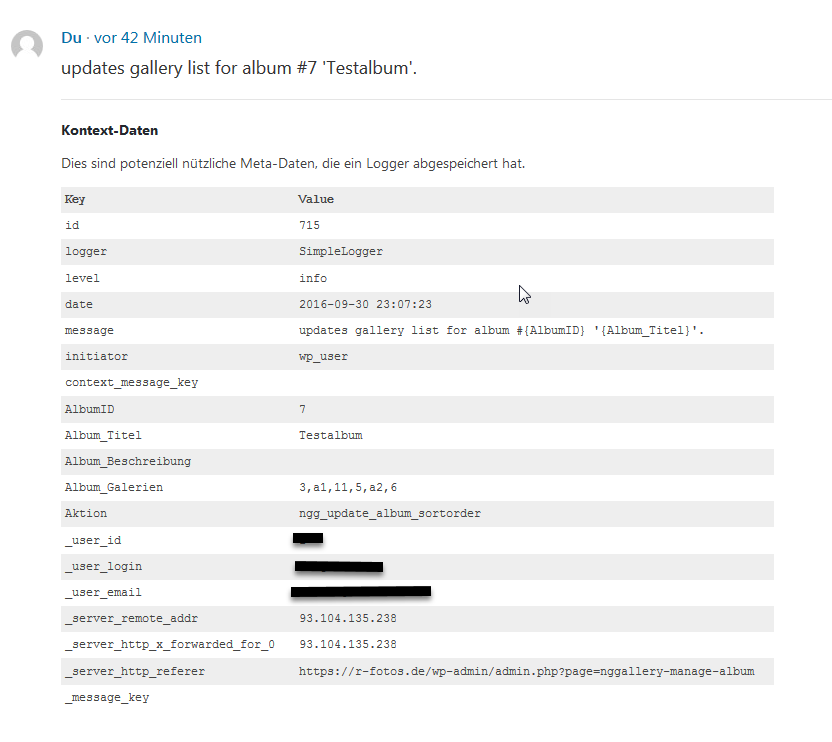 Du · vor 42 Minuten
updates gallery list for album #7 'Testalbum'.
Kontext-Daten
Dies sind potenziell nützliche Meta-Daten, die ein Logger abgespeichert hat.
Key Value
id 715
logger SimpleLogger
level info
date 2016-09-30 23:07:23
message updates gallery list for album #{AlbumID} '{Album_Titel}'.
initiator wp_user
context_message_key
AlbumID 7
Album_Titel Testalbum
Album_Beschreibung
Album_Galerien 3,a1,11,5,a2,6
Aktion ngg_update_album_sortorder
_user_id
_user_login
_user_email
_server_remote_addr 93.104.135.238
_server_http_x_forwarded_for_0 93.104.135.238
_server_http_referer https://r-fotos.de/wp-admin/admin.php?page=nggallery-manage-album
_message_key